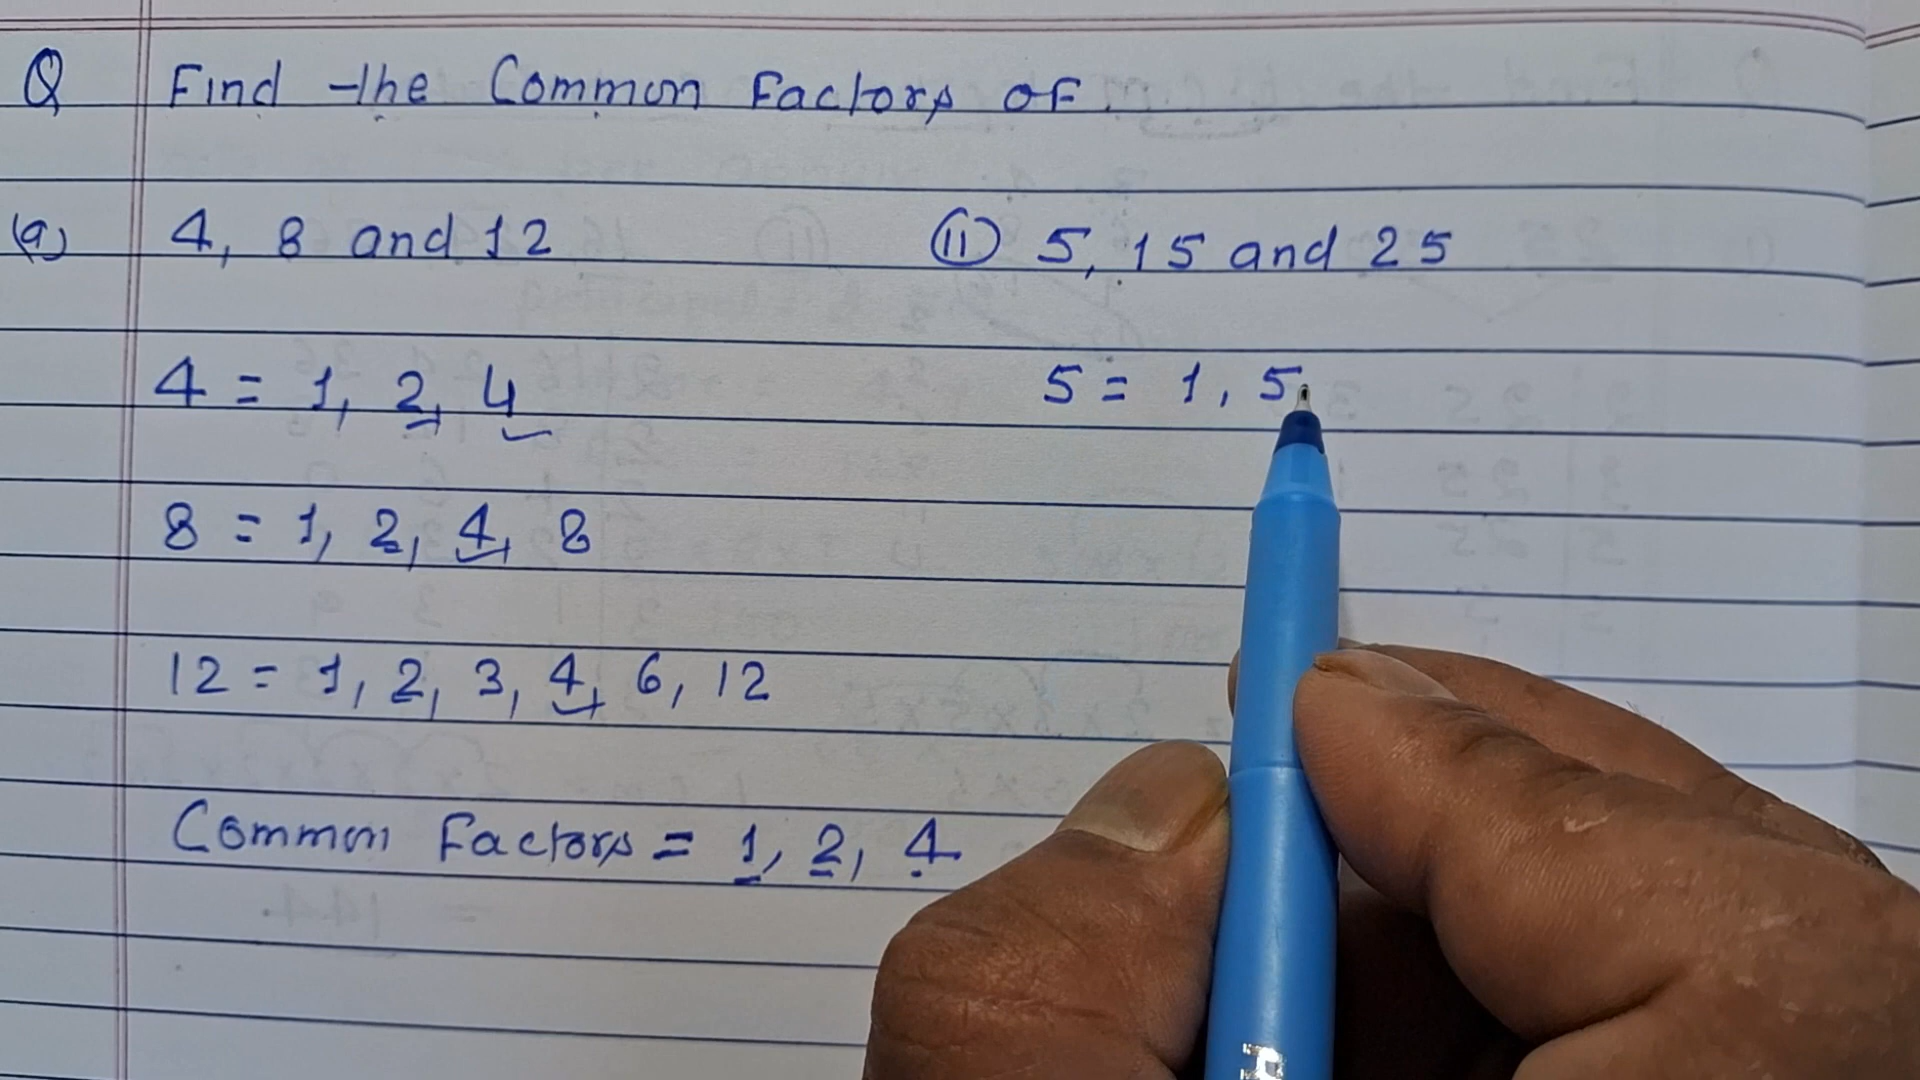 Q Find the Common Factors of
(a) 4, 8 and 12
(ii) 5, 15 and 25
4 = 1, 2, 4
5 = 1, 5
8 = 1, 2, 4, 8
12 = 1, 2, 3, 4, 6, 12
Common Factors = 1, 2, 4